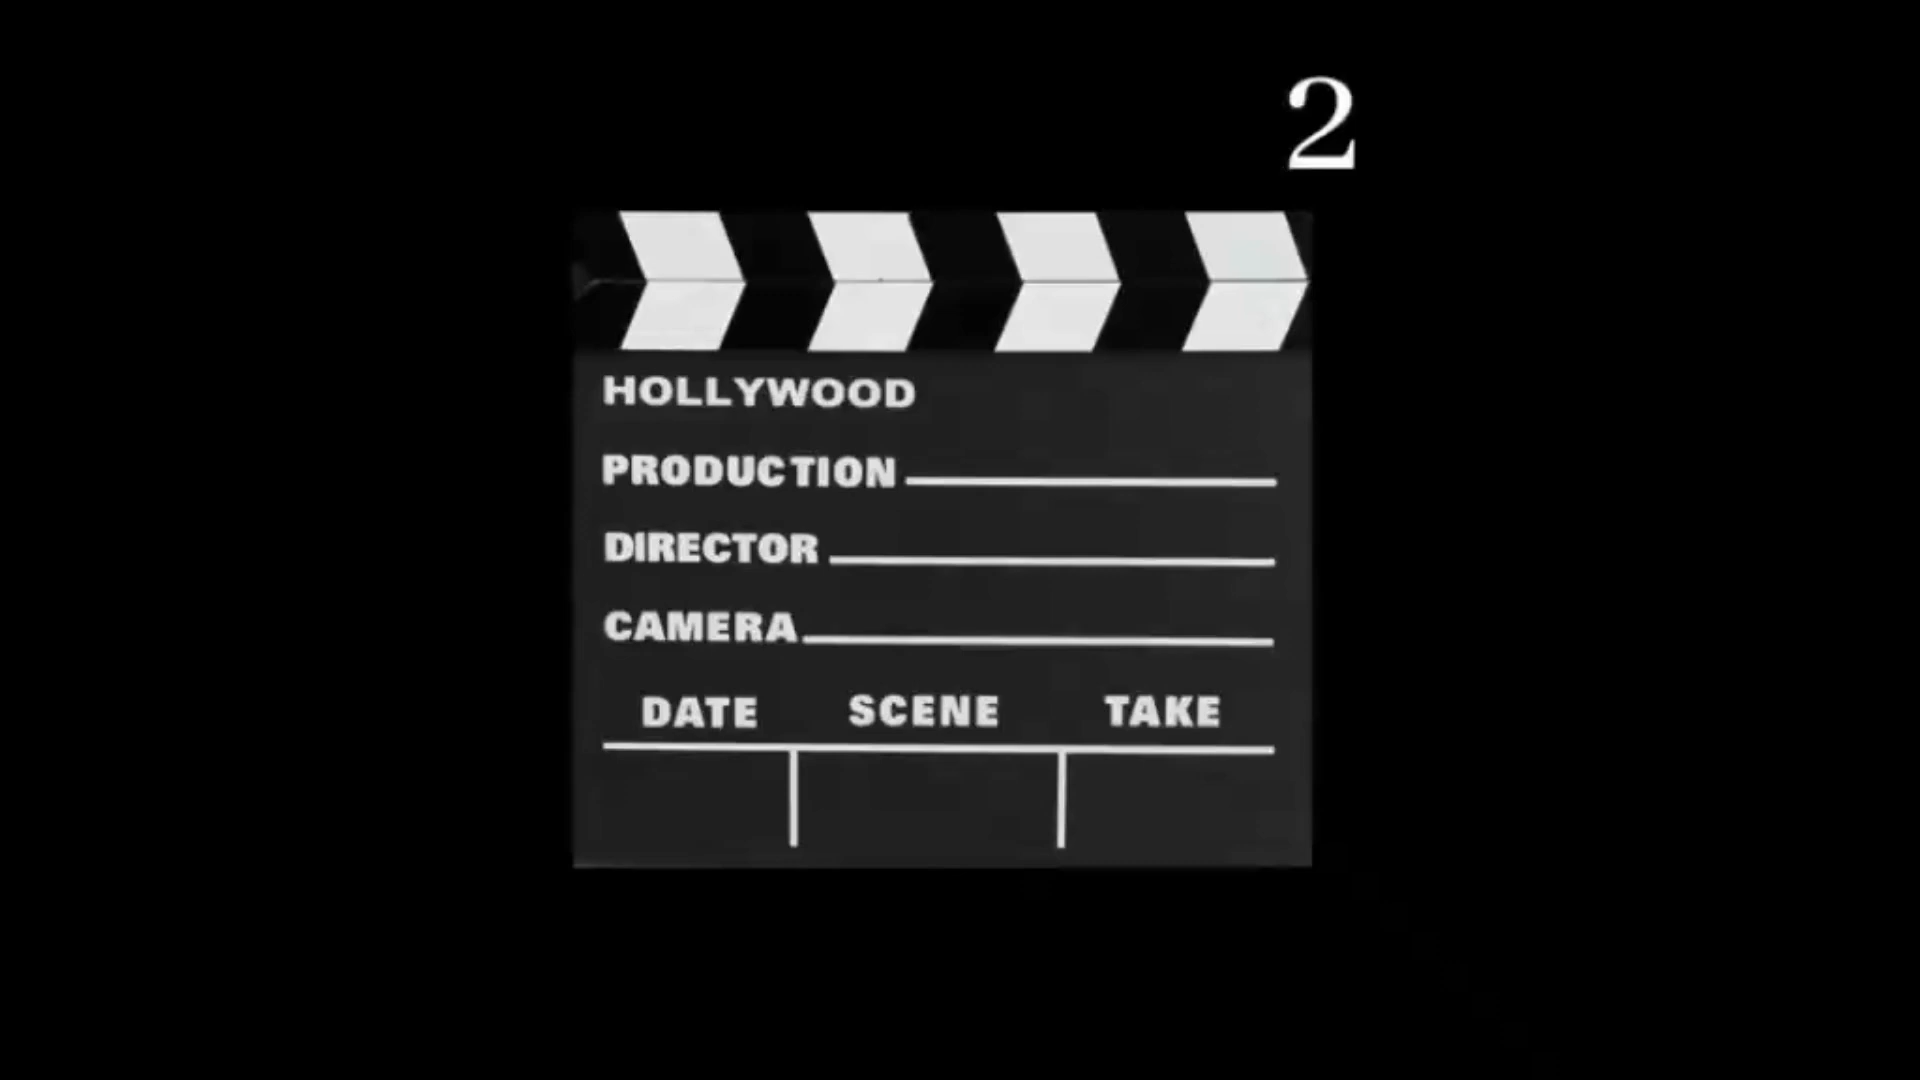 2
HOLLYWOOD
PRODUCTION
DIRECTOR
CAMERA
DATE SCENE TAKE